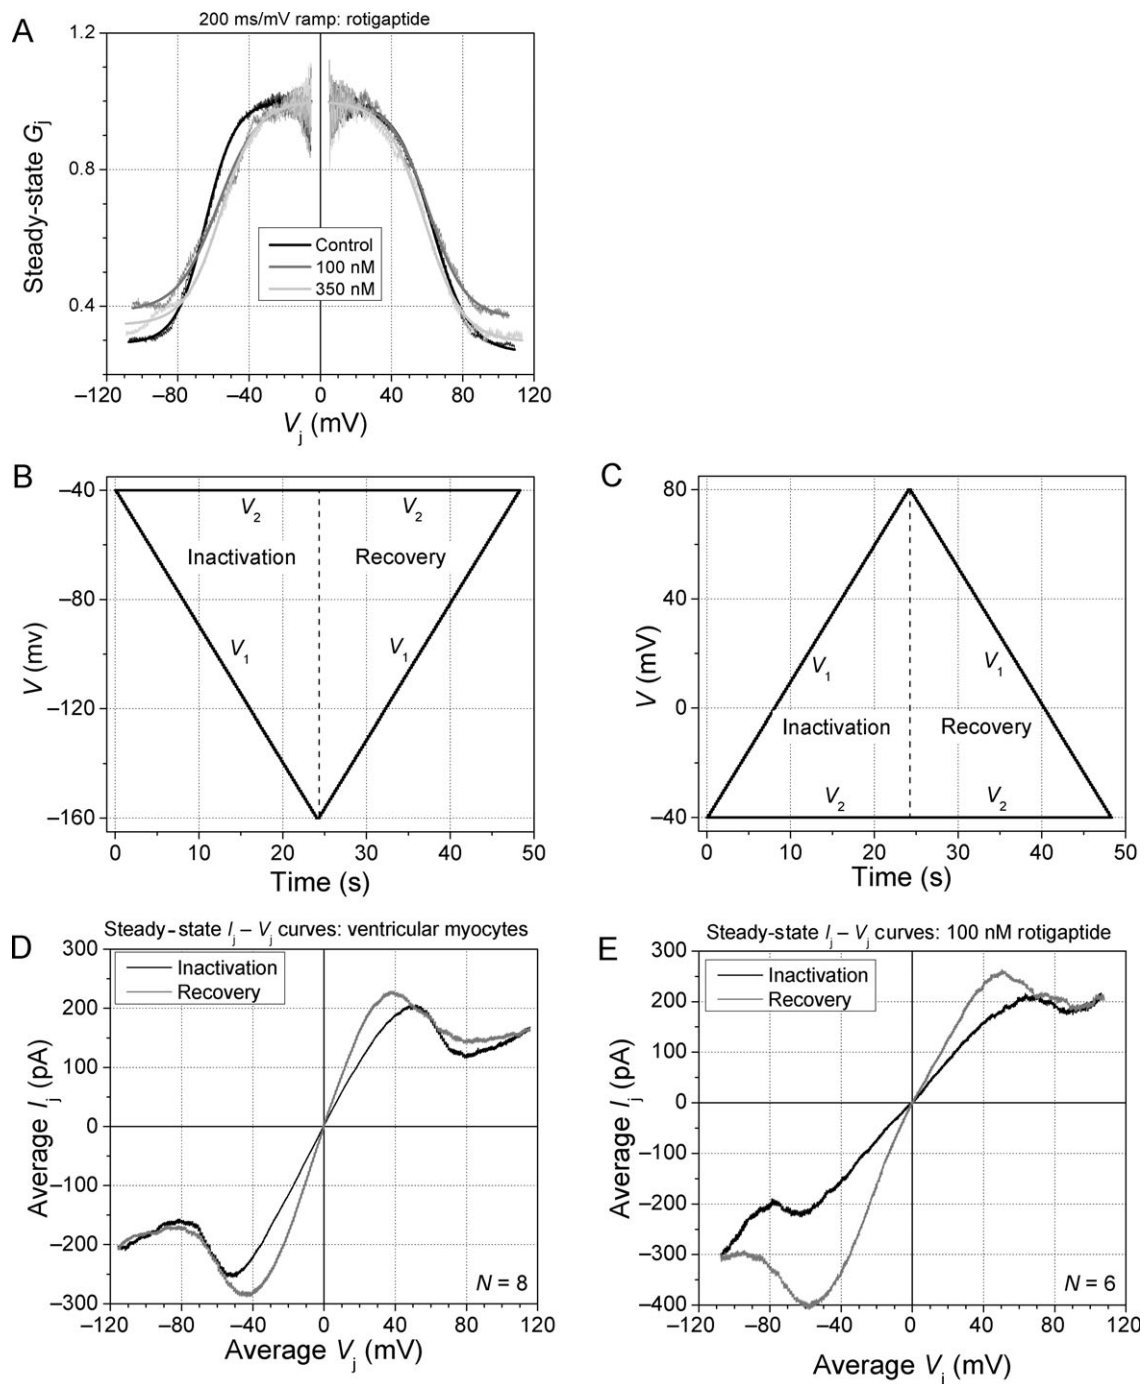 A
200 ms/mV ramp: rotigaptide
1.2
0.8
0.4
Steady-state Gj
Control
100 nM
350 nM
–120 –80 –40 0 40 80 120
Vj (mV)
B
–40
–80
–120
–160
V (mv)
V2 V2
Inactivation Recovery
V1 V1
0 10 20 30 40 50
Time (s)
C
80
40
0
–40
V (mV)
V1 V1
Inactivation Recovery
V2 V2
0 10 20 30 40 50
Time (s)
D
Steady-state Ij – Vj curves: ventricular myocytes
300
200
100
0
–100
–200
–300
Average Ij (pA)
Inactivation
Recovery
N = 8
–120 –80 –40 0 40 80 120
Average Vj (mV)
E
Steady-state Ij – Vj curves: 100 nM rotigaptide
300
200
100
0
–100
–200
–300
–400
Average Ij (pA)
Inactivation
Recovery
N = 6
–120 –80 –40 0 40 80 120
Average Vj (mV)